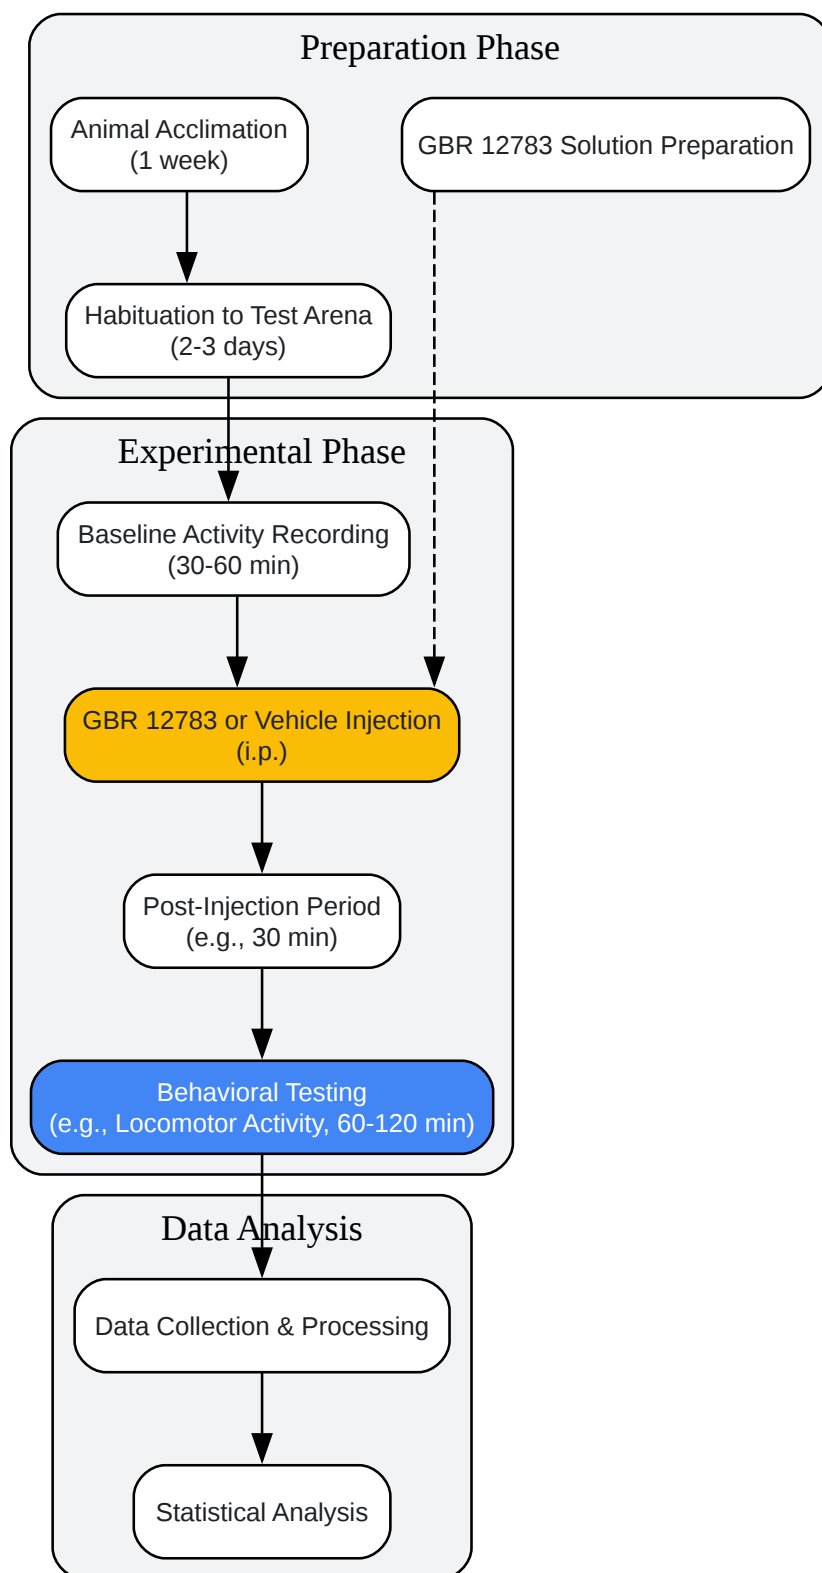 Preparation Phase
Animal Acclimation
(1 week)
GBR 12783 Solution Preparation
Habituation to Test Arena
(2-3 days)
Experimental Phase
Baseline Activity Recording
(30-60 min)
GBR 12783 or Vehicle Injection
(i.p.)
Post-Injection Period
(e.g., 30 min)
Behavioral Testing
(e.g., Locomotor Activity, 60-120 min)
Data Analysis
Data Collection & Processing
Statistical Analysis